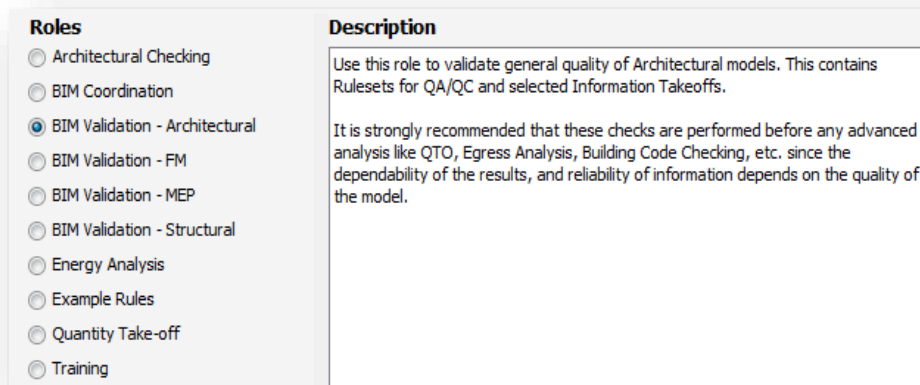 Roles
Architectural Checking
BIM Coordination
BIM Validation - Architectural
BIM Validation - FM
BIM Validation - MEP
BIM Validation - Structural
Energy Analysis
Example Rules
Quantity Take-off
Training
Description
Use this role to validate general quality of Architectural models. This contains
Rulesets for QA/QC and selected Information Takeoffs.
It is strongly recommended that these checks are performed before any advanced
analysis like QTO, Egress Analysis, Building Code Checking, etc. since the
dependability of the results, and reliability of information depends on the quality of
the model.